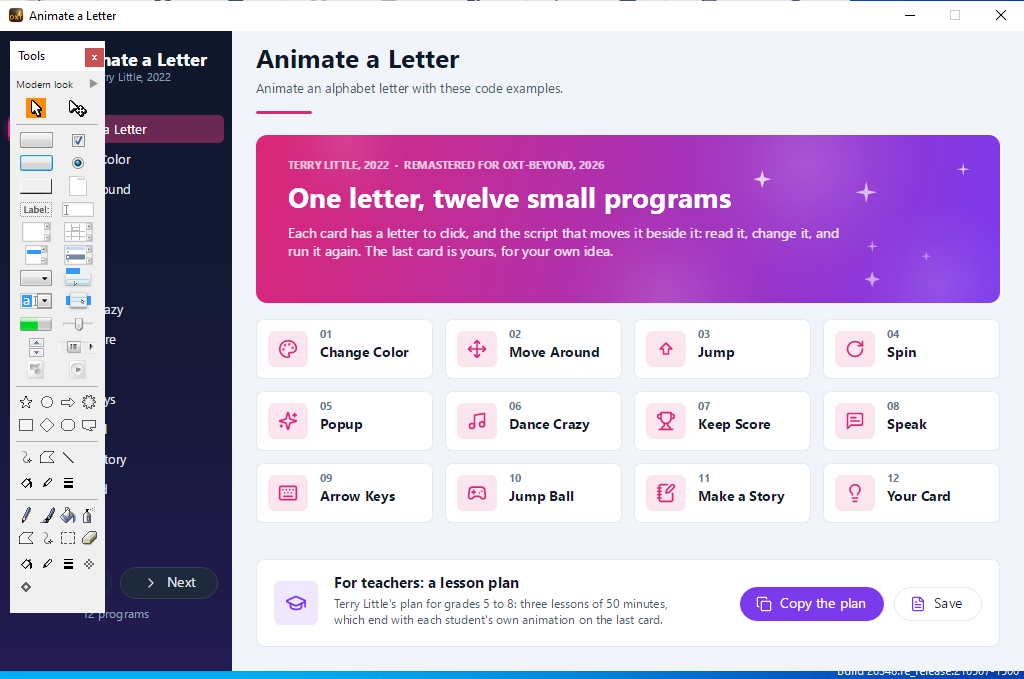 Animate a Letter
Tools
x
Modern look
Label:
nate a Letter
rry Little, 2022
a Letter
Color
ound
azy
re
ys
l
tory
d
Next
12 programs
Animate a Letter
Animate an alphabet letter with these code examples.
TERRY LITTLE, 2022 · REMASTERED FOR OXT-BEYOND, 2026
One letter, twelve small programs
Each card has a letter to click, and the script that moves it beside it: read it, change it, and
run it again. The last card is yours, for your own idea.
01
Change Color
02
Move Around
03
Jump
04
Spin
05
Popup
06
Dance Crazy
07
Keep Score
08
Speak
09
Arrow Keys
10
Jump Ball
11
Make a Story
12
Your Card
For teachers: a lesson plan
Terry Little's plan for grades 5 to 8: three lessons of 50 minutes,
which end with each student's own animation on the last card.
Copy the plan
Save